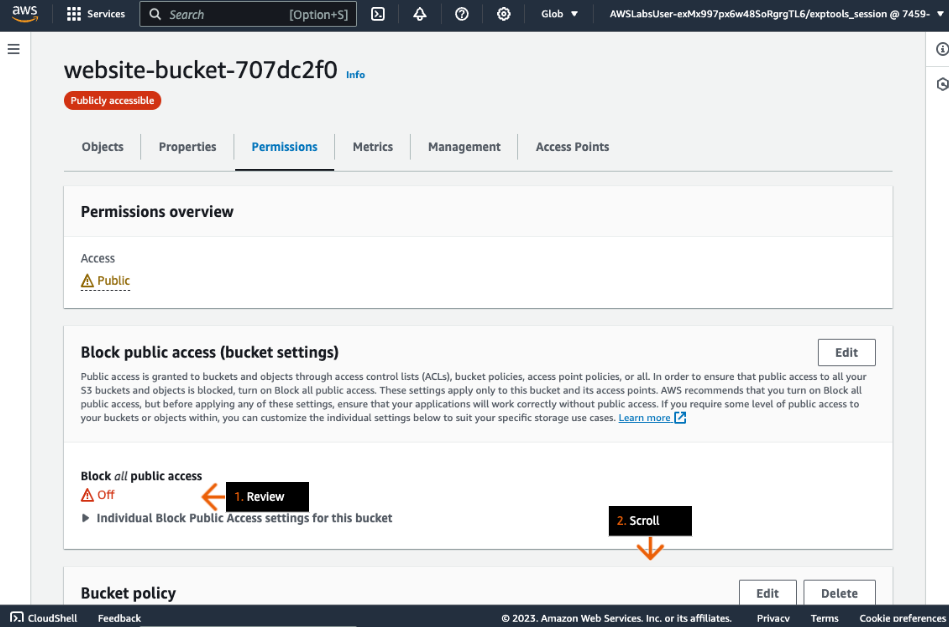 aws
Services
Search [Option+S]
Glob
AWSLabsUser-exMx997px6w48SoRgrgTL6/exptools_session @ 7459-
website-bucket-707dc2f0 Info
Publicly accessible
Objects
Properties
Permissions
Metrics
Management
Access Points
Permissions overview
Access
Public
Block public access (bucket settings)
Edit
Public access is granted to buckets and objects through access control lists (ACLs), bucket policies, access point policies, or all. In order to ensure that public access to all your
S3 buckets and objects is blocked, turn on Block all public access. These settings apply only to this bucket and its access points. AWS recommends that you turn on Block all
public access, but before applying any of these settings, ensure that your applications will work correctly without public access. If you require some level of public access to
your buckets or objects within, you can customize the individual settings below to suit your specific storage use cases. Learn more
Block all public access
Off
1. Review
Individual Block Public Access settings for this bucket
2. Scroll
Bucket policy
Edit
Delete
CloudShell
Feedback
© 2023, Amazon Web Services, Inc. or its affiliates.
Privacy
Terms
Cookie preferences